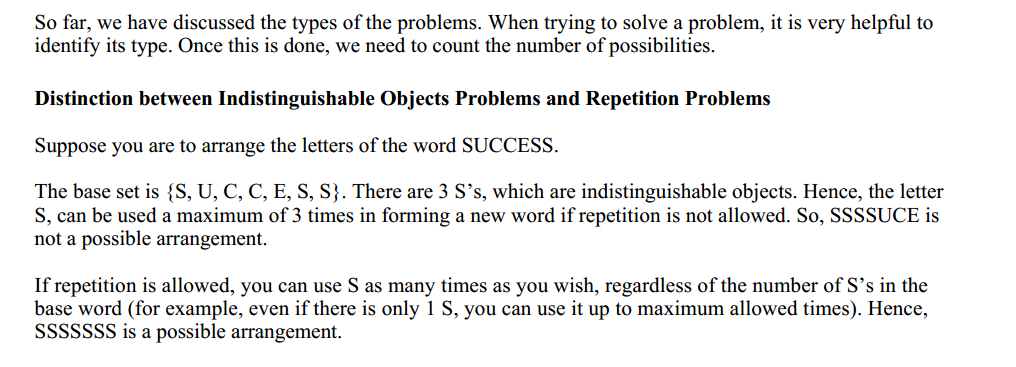 So far, we have discussed the types of the problems. When trying to solve a problem, it is very helpful to
identify its type. Once this is done, we need to count the number of possibilities.
Distinction between Indistinguishable Objects Problems and Repetition Problems
Suppose you are to arrange the letters of the word SUCCESS.
The base set is {S, U, C, C, E, S, S}. There are 3 S’s, which are indistinguishable objects. Hence, the letter
S, can be used a maximum of 3 times in forming a new word if repetition is not allowed. So, SSSSUCE is
not a possible arrangement.
If repetition is allowed, you can use S as many times as you wish, regardless of the number of S’s in the
base word (for example, even if there is only 1 S, you can use it up to maximum allowed times). Hence,
SSSSSSS is a possible arrangement.